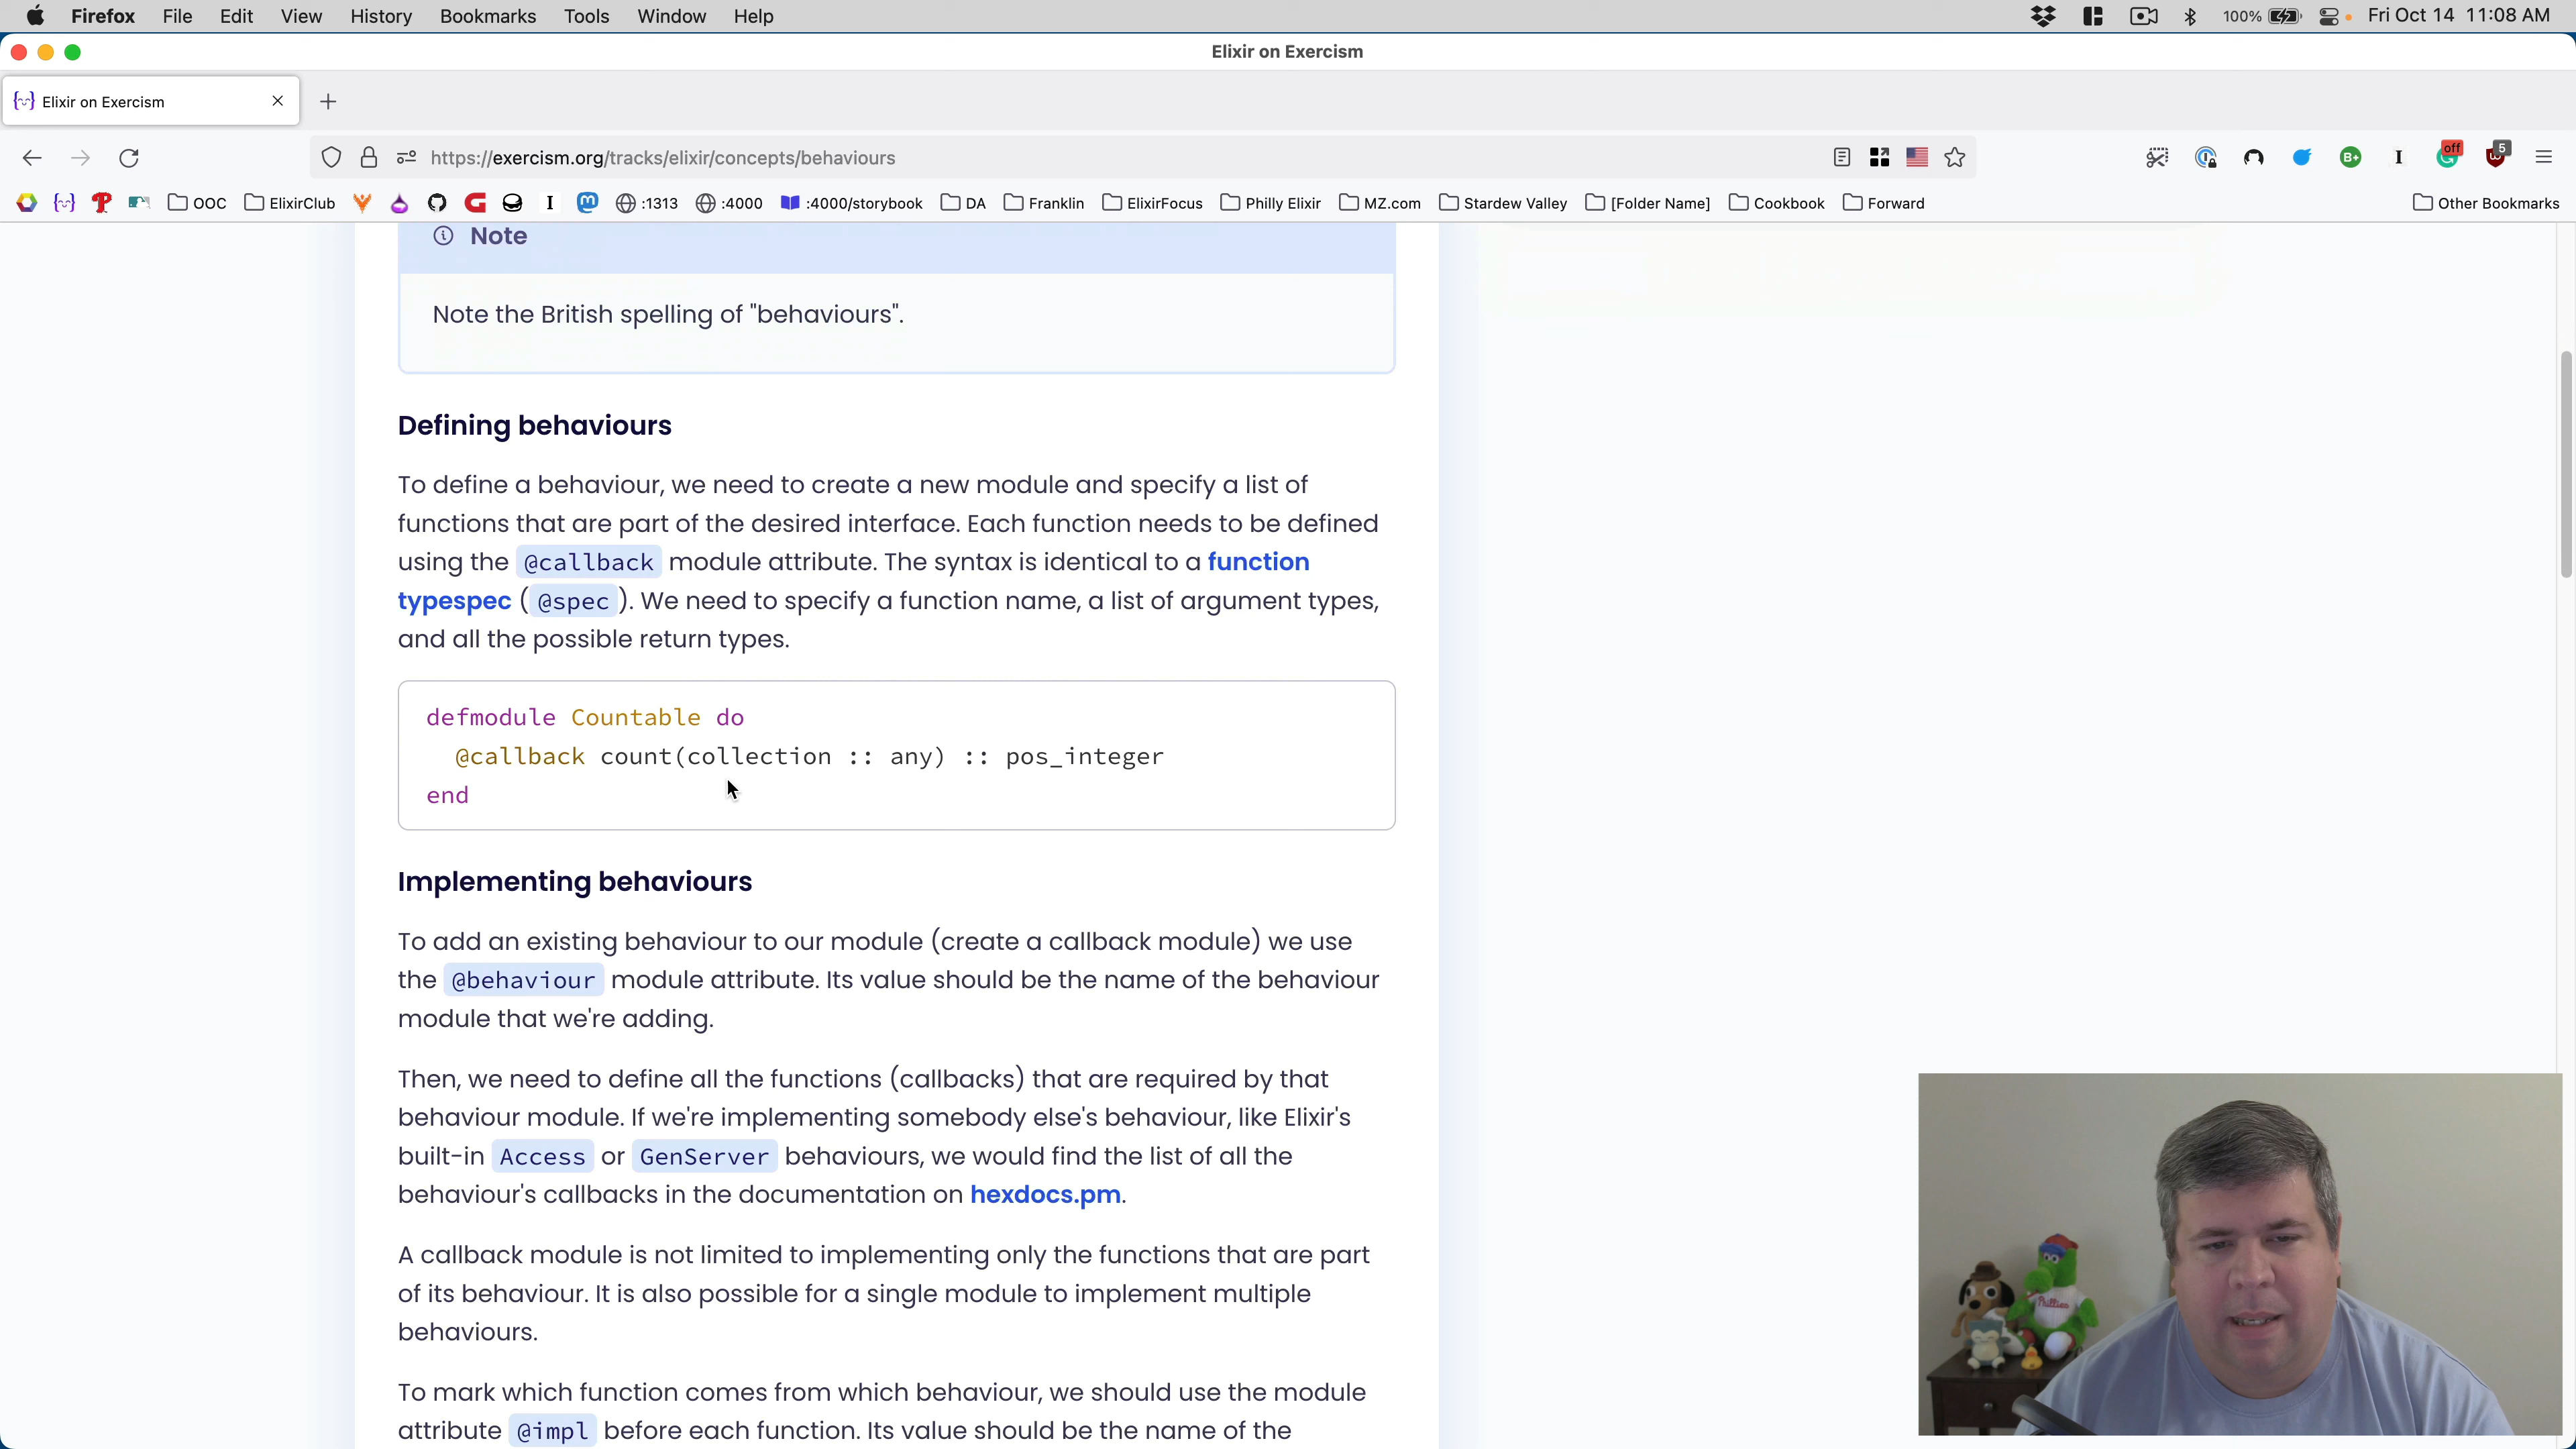 Firefox File Edit View History Bookmarks Tools Window Help 100% Fri Oct 14 11:08 AM
Elixir on Exercism
Elixir on Exercism
https://exercism.org/tracks/elixir/concepts/behaviours off 5
OOC ElixirClub :1313 :4000 :4000/storybook DA Franklin ElixirFocus Philly Elixir MZ.com Stardew Valley [Folder Name] Cookbook Forward Other Bookmarks
Note
Note the British spelling of "behaviours".
Defining behaviours
To define a behaviour, we need to create a new module and specify a list of
functions that are part of the desired interface. Each function needs to be defined
using the @callback module attribute. The syntax is identical to a function
typespec (@spec). We need to specify a function name, a list of argument types,
and all the possible return types.
defmodule Countable do
@callback count(collection :: any) :: pos_integer
end
Implementing behaviours
To add an existing behaviour to our module (create a callback module) we use
the @behaviour module attribute. Its value should be the name of the behaviour
module that we're adding.
Then, we need to define all the functions (callbacks) that are required by that
behaviour module. If we're implementing somebody else's behaviour, like Elixir's
built-in Access or GenServer behaviours, we would find the list of all the
behaviour's callbacks in the documentation on hexdocs.pm.
A callback module is not limited to implementing only the functions that are part
of its behaviour. It is also possible for a single module to implement multiple
behaviours.
To mark which function comes from which behaviour, we should use the module
attribute @impl before each function. Its value should be the name of the
Phillies